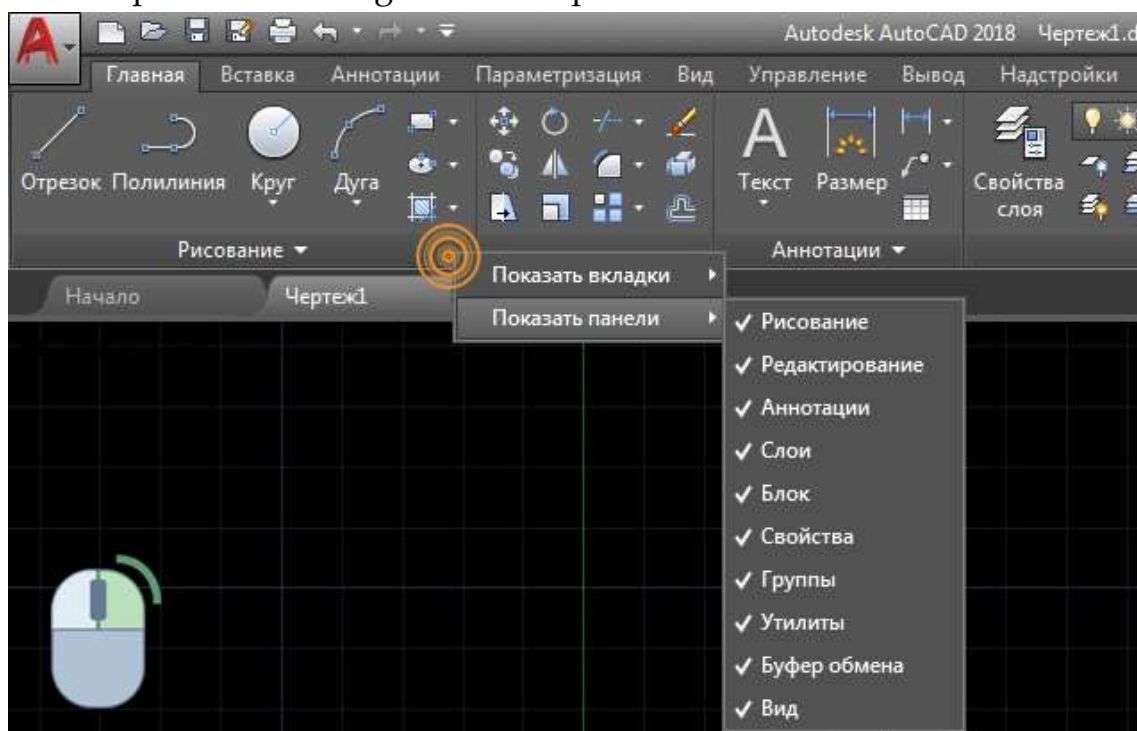 Autodesk AutoCAD 2018 Чертеж1.d
Главная Вставка Аннотации Параметризация Вид Управление Вывод Надстройки
Отрезок Полилиния Круг Дуга Текст Размер Свойства слоя
Рисование Аннотации
Начало Чертеж1
Показать вкладки
Показать панели
Рисование
Редактирование
Аннотации
Слои
Блок
Свойства
Группы
Утилиты
Буфер обмена
Вид